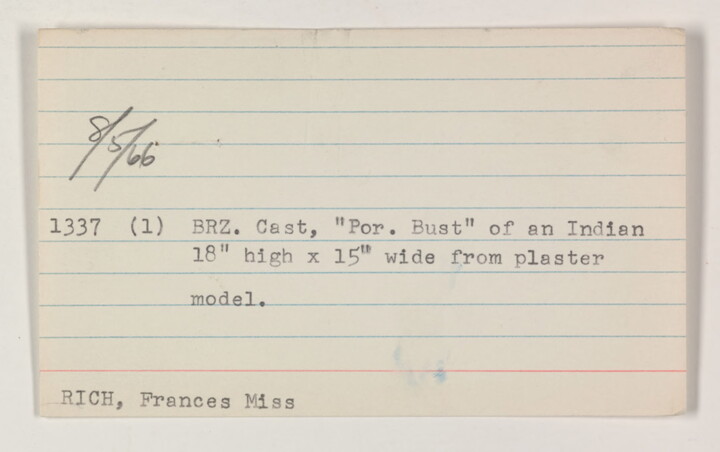 8/5/66
1337 (1) BRZ. Cast, "Por. Bust" of an Indian
18" high x 15" wide from plaster
model.
RICH, Frances Miss